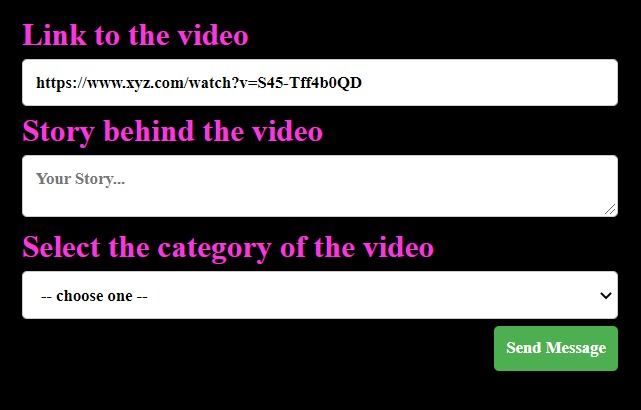 Link to the video
https://www.xyz.com/watch?v=S45-Tff4b0QD
Story behind the video
Your Story...
Select the category of the video
-- choose one --
Send Message